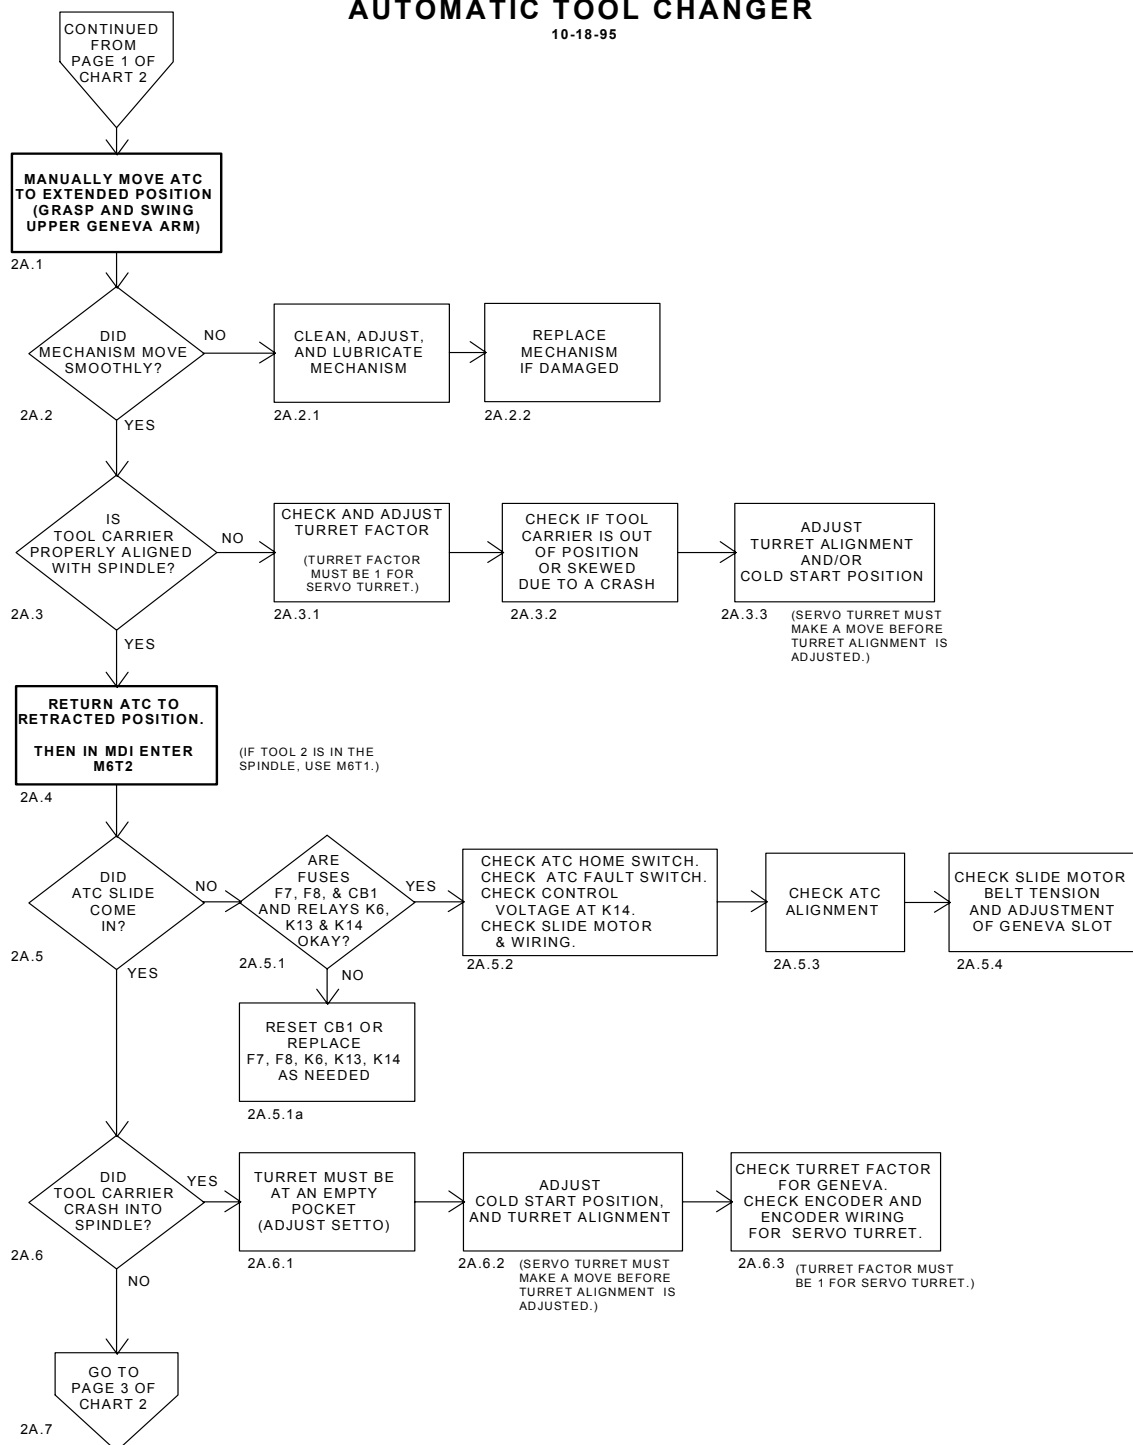 AUTOMATIC TOOL CHANGER
10-18-95
CONTINUED
FROM
PAGE 1 OF
CHART 2
MANUALLY MOVE ATC
TO EXTENDED POSITION
(GRASP AND SWING
UPPER GENEVA ARM)
2A.1
DID
MECHANISM MOVE
SMOOTHLY?
NO
2A.2
YES
CLEAN, ADJUST,
AND LUBRICATE
MECHANISM
2A.2.1
REPLACE
MECHANISM
IF DAMAGED
2A.2.2
IS
TOOL CARRIER
PROPERLY ALIGNED
WITH SPINDLE?
NO
2A.3
YES
CHECK AND ADJUST
TURRET FACTOR
(TURRET FACTOR
MUST BE 1 FOR
SERVO TURRET.)
2A.3.1
CHECK IF TOOL
CARRIER IS OUT
OF POSITION
OR SKEWED
DUE TO A CRASH
2A.3.2
ADJUST
TURRET ALIGNMENT
AND/OR
COLD START POSITION
2A.3.3
(SERVO TURRET MUST
MAKE A MOVE BEFORE
TURRET ALIGNMENT IS
ADJUSTED.)
RETURN ATC TO
RETRACTED POSITION.
THEN IN MDI ENTER
M6T2
2A.4
(IF TOOL 2 IS IN THE
SPINDLE, USE M6T1.)
DID
ATC SLIDE
COME
IN?
NO
2A.5
YES
ARE
FUSES
F7, F8, & CB1
AND RELAYS K6,
K13 & K14
OKAY?
YES
2A.5.1
NO
CHECK ATC HOME SWITCH.
CHECK ATC FAULT SWITCH.
CHECK CONTROL
VOLTAGE AT K14.
CHECK SLIDE MOTOR
& WIRING.
2A.5.2
CHECK ATC
ALIGNMENT
2A.5.3
CHECK SLIDE MOTOR
BELT TENSION
AND ADJUSTMENT
OF GENEVA SLOT
2A.5.4
RESET CB1 OR
REPLACE
F7, F8, K6, K13, K14
AS NEEDED
2A.5.1a
DID
TOOL CARRIER
CRASH INTO
SPINDLE?
YES
2A.6
NO
TURRET MUST BE
AT AN EMPTY
POCKET
(ADJUST SETTO)
2A.6.1
ADJUST
COLD START POSITION,
AND TURRET ALIGNMENT
2A.6.2
(SERVO TURRET MUST
MAKE A MOVE BEFORE
TURRET ALIGNMENT IS
ADJUSTED.)
CHECK TURRET FACTOR
FOR GENEVA.
CHECK ENCODER AND
ENCODER WIRING
FOR SERVO TURRET.
2A.6.3
(TURRET FACTOR MUST
BE 1 FOR SERVO TURRET.)
GO TO
PAGE 3 OF
CHART 2
2A.7